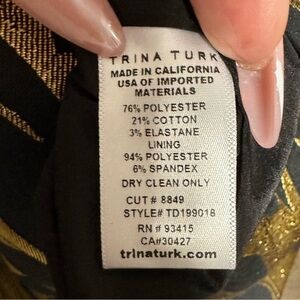 TRINA TURK
MADE IN CALIFORNIA
USA OF IMPORTED
MATERIALS
76% POLYESTER
21% COTTON
3% ELASTANE
LINING
94% POLYESTER
6% SPANDEX
DRY CLEAN ONLY
CUT # 8849
STYLE# TD199018
RN # 93415
CA#30427
trinaturk.com